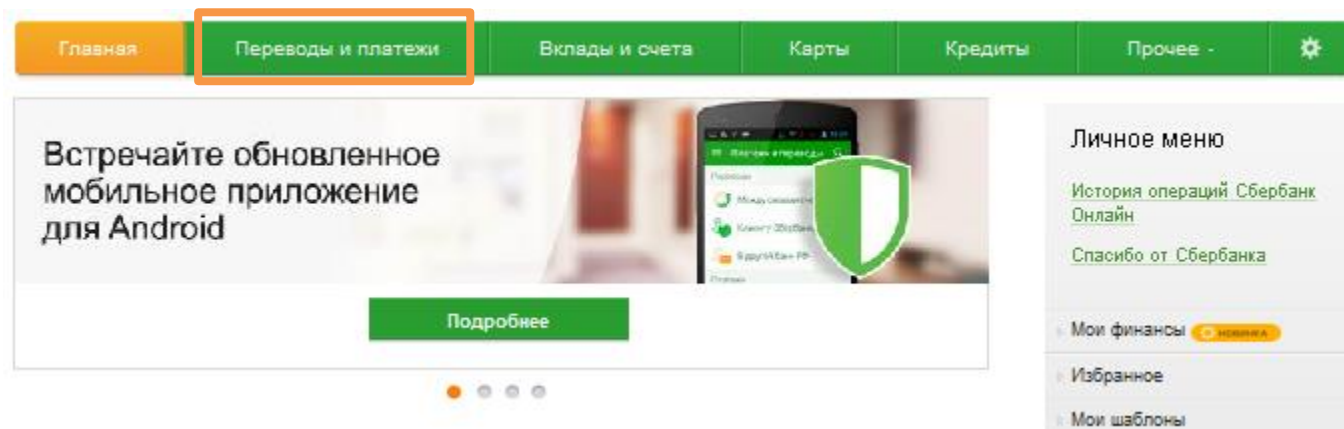 Главная Переводы и платежи Вклады и счета Карты Кредиты Прочее -
Встречайте обновленное
мобильное приложение
для Android
Подробнее
Личное меню
История операций Сбербанк
Онлайн
Спасибо от Сбербанка
Мои финансы НОВИНКА
Избранное
Мои шаблоны